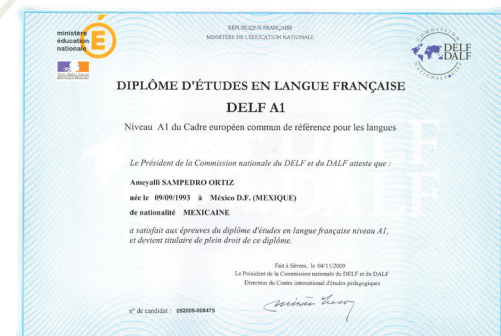 ministère
éducation
nationale
RÉPUBLIQUE FRANÇAISE
MINISTÈRE DE L'ÉDUCATION NATIONALE
DELF
DALF
DIPLÔME D'ÉTUDES EN LANGUE FRANÇAISE
DELF A1
Niveau A1 du Cadre européen commun de référence pour les langues
Le Président de la Commission nationale du DELF et du DALF atteste que :
Ameyalli SAMPEDRO ORTIZ
née le 09/09/1993 à México D.F. (MEXIQUE)
de nationalité MEXICAINE
a satisfait aux épreuves du diplôme d'études en langue française niveau A1,
et devient titulaire de plein droit de ce diplôme.
Fait à Sèvres, le 04/11/2009
Le Président de la Commission nationale du DELF et du DALF
Directeur du Centre international d'études pédagogiques
n° de candidat : 052005-008475